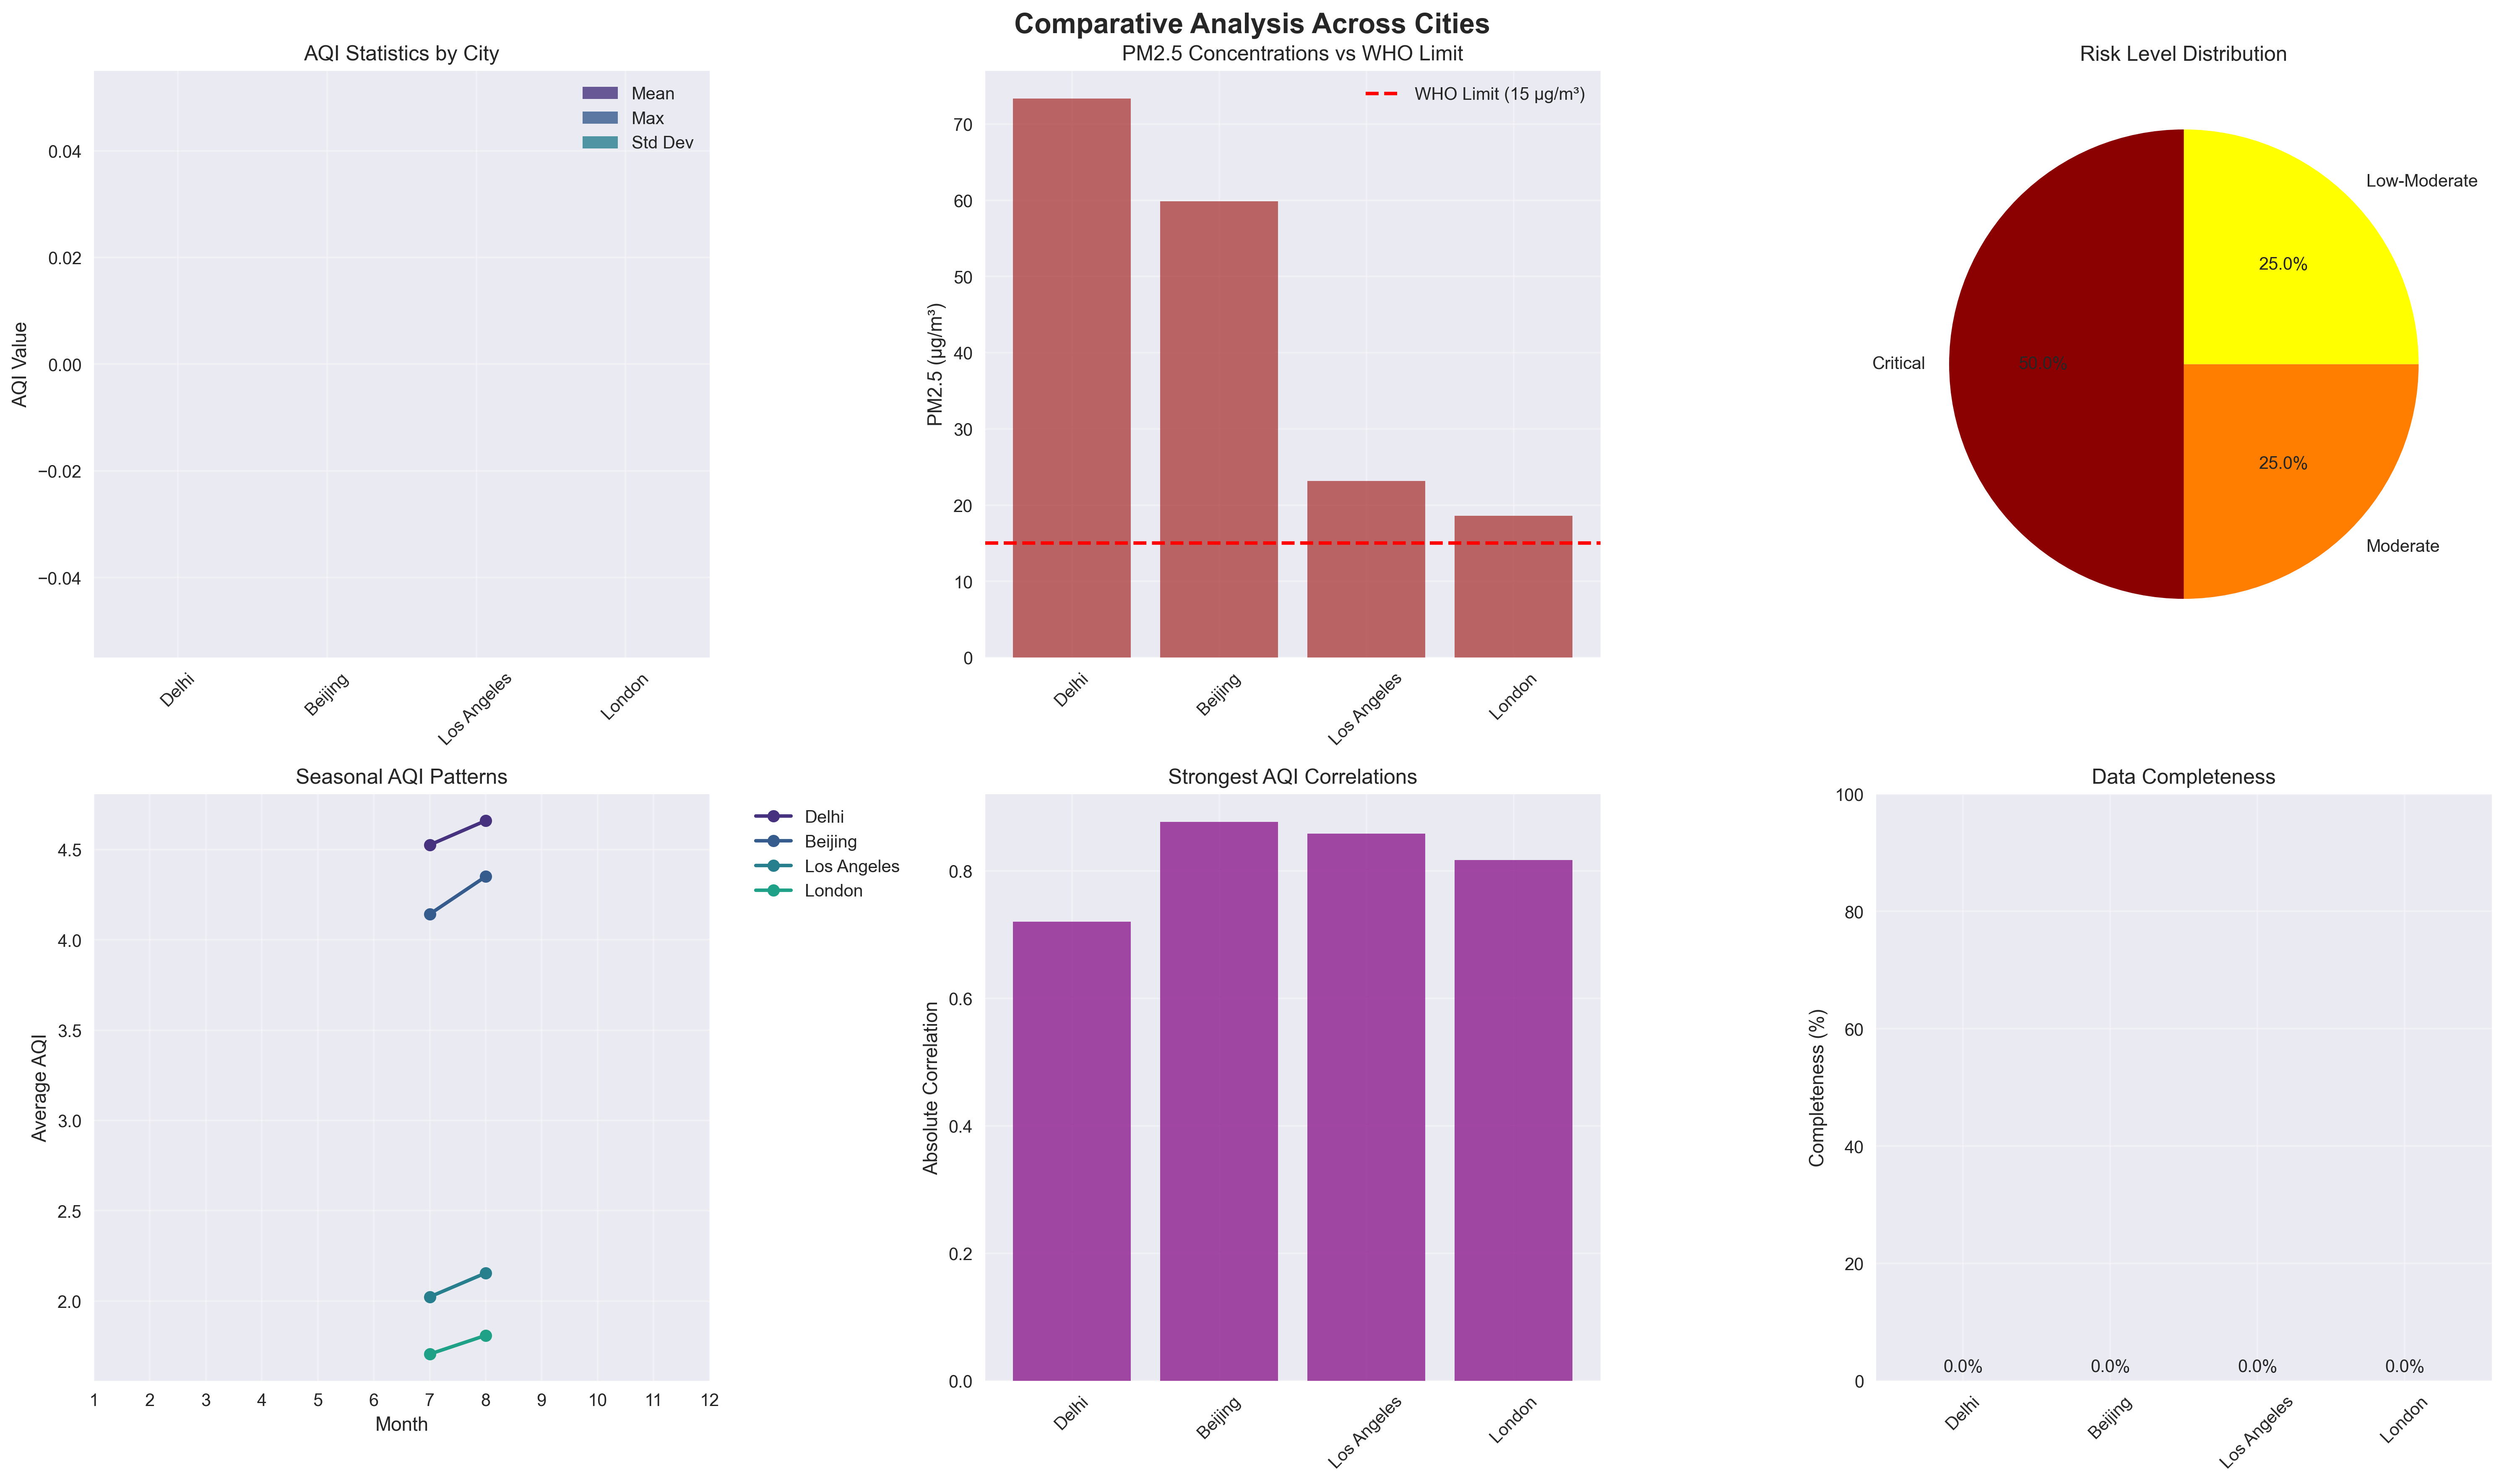 Comparative Analysis Across Cities
AQI Statistics by City
AQI Value
0.04
0.02
0.00
−0.02
−0.04
Mean
Max
Std Dev
Delhi
Beijing
Los Angeles
London
PM2.5 Concentrations vs WHO Limit
PM2.5 (μg/m³)
70
60
50
40
30
20
10
0
WHO Limit (15 μg/m³)
Delhi
Beijing
Los Angeles
London
Risk Level Distribution
Low-Moderate
25.0%
Critical
50.0%
25.0%
Moderate
Seasonal AQI Patterns
Average AQI
4.5
4.0
3.5
3.0
2.5
2.0
1 2 3 4 5 6 7 8 9 10 11 12
Month
Delhi
Beijing
Los Angeles
London
Strongest AQI Correlations
Absolute Correlation
0.8
0.6
0.4
0.2
0.0
Delhi
Beijing
Los Angeles
London
Data Completeness
Completeness (%)
100
80
60
40
20
0
0.0% 0.0% 0.0% 0.0%
Delhi
Beijing
Los Angeles
London